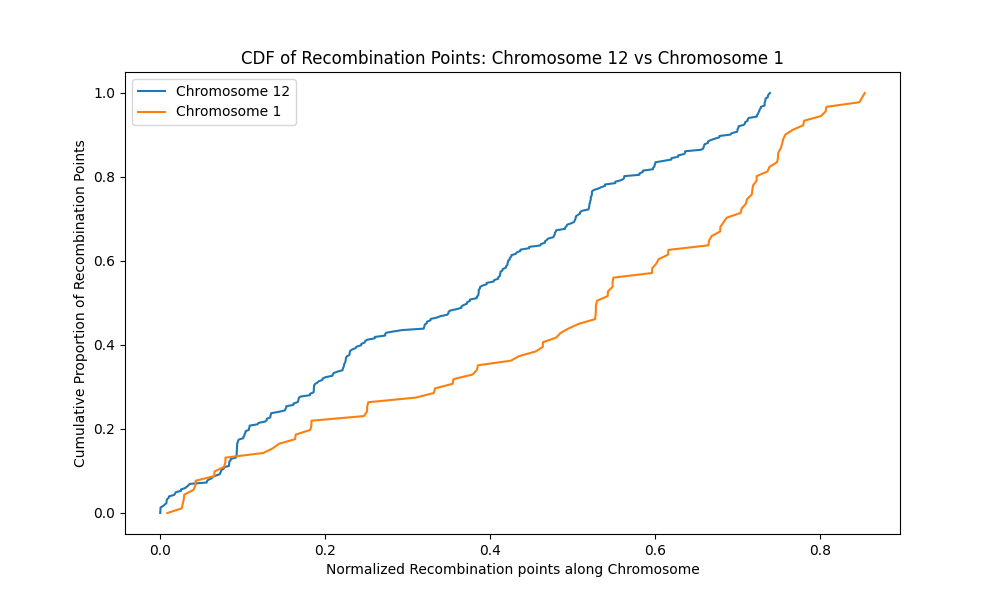 CDF of Recombination Points: Chromosome 12 vs Chromosome 1
Chromosome 12
Chromosome 1
Cumulative Proportion of Recombination Points
1.0
0.8
0.6
0.4
0.2
0.0
0.0 0.2 0.4 0.6 0.8
Normalized Recombination points along Chromosome